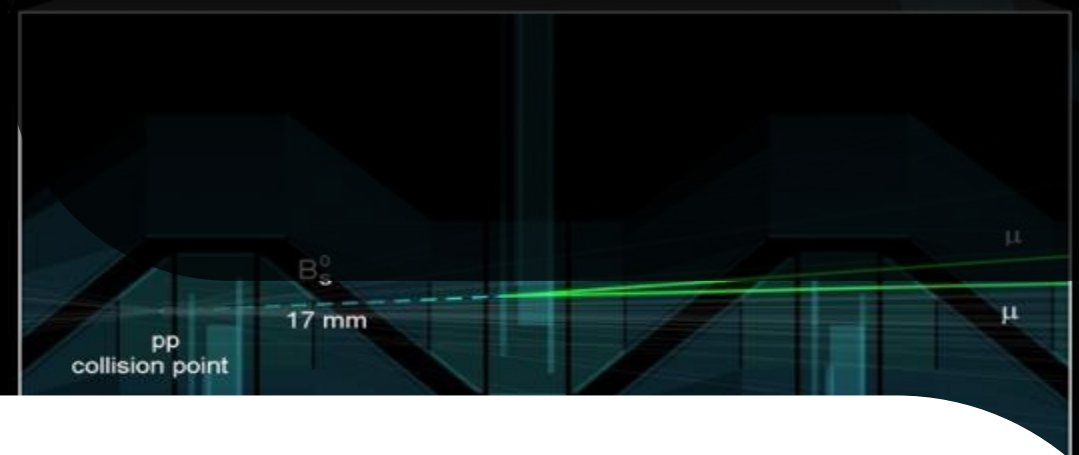 μ
B⁰ₛ
17 mm
μ
pp
collision point